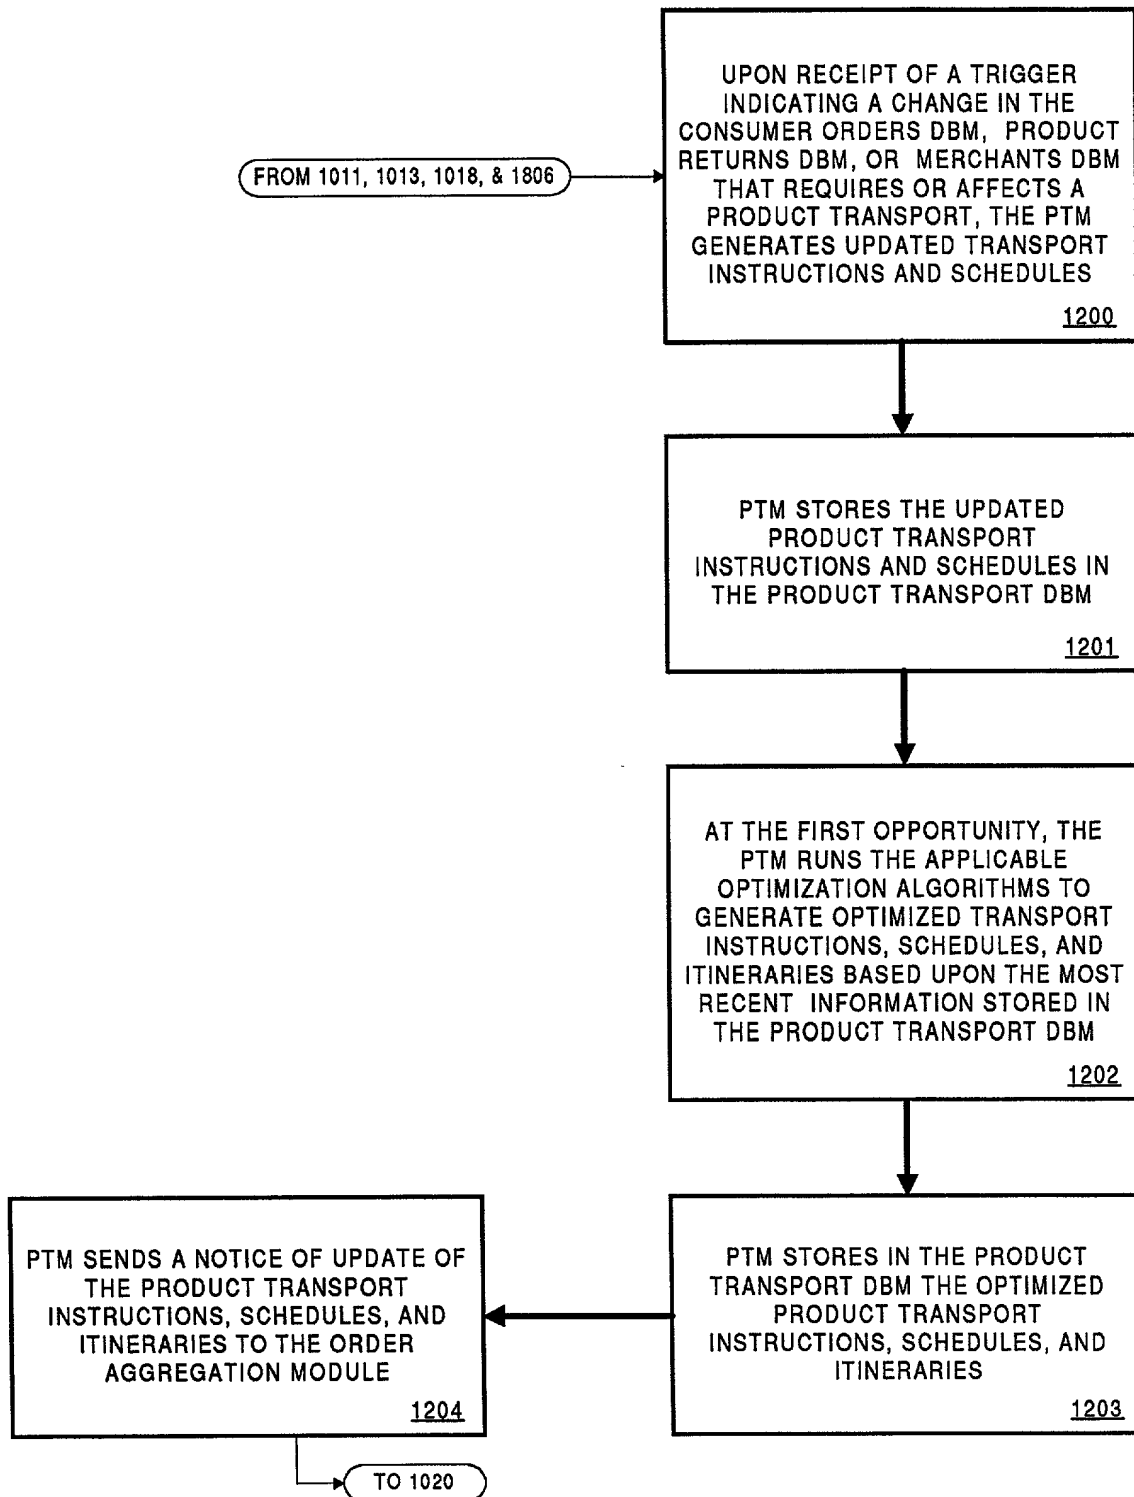 UPON RECEIPT OF A TRIGGER
INDICATING A CHANGE IN THE
CONSUMER ORDERS DBM, PRODUCT
RETURNS DBM, OR MERCHANTS DBM
THAT REQUIRES OR AFFECTS A
PRODUCT TRANSPORT, THE PTM
GENERATES UPDATED TRANSPORT
INSTRUCTIONS AND SCHEDULES
1200
FROM 1011, 1013, 1018, & 1806
PTM STORES THE UPDATED
PRODUCT TRANSPORT
INSTRUCTIONS AND SCHEDULES IN
THE PRODUCT TRANSPORT DBM
1201
AT THE FIRST OPPORTUNITY, THE
PTM RUNS THE APPLICABLE
OPTIMIZATION ALGORITHMS TO
GENERATE OPTIMIZED TRANSPORT
INSTRUCTIONS, SCHEDULES, AND
ITINERARIES BASED UPON THE MOST
RECENT INFORMATION STORED IN
THE PRODUCT TRANSPORT DBM
1202
PTM STORES IN THE PRODUCT
TRANSPORT DBM THE OPTIMIZED
PRODUCT TRANSPORT
INSTRUCTIONS, SCHEDULES, AND
ITINERARIES
1203
PTM SENDS A NOTICE OF UPDATE OF
THE PRODUCT TRANSPORT
INSTRUCTIONS, SCHEDULES, AND
ITINERARIES TO THE ORDER
AGGREGATION MODULE
1204
TO 1020